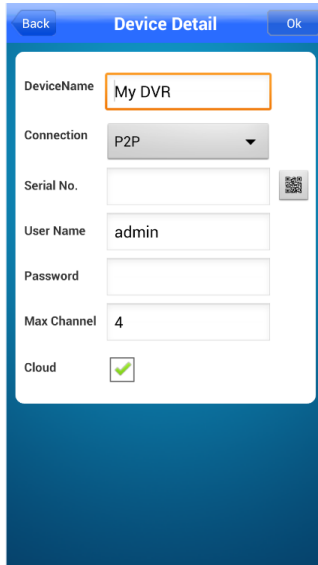 Back Device Detail Ok
DeviceName My DVR
Connection P2P
Serial No.
User Name admin
Password
Max Channel 4
Cloud